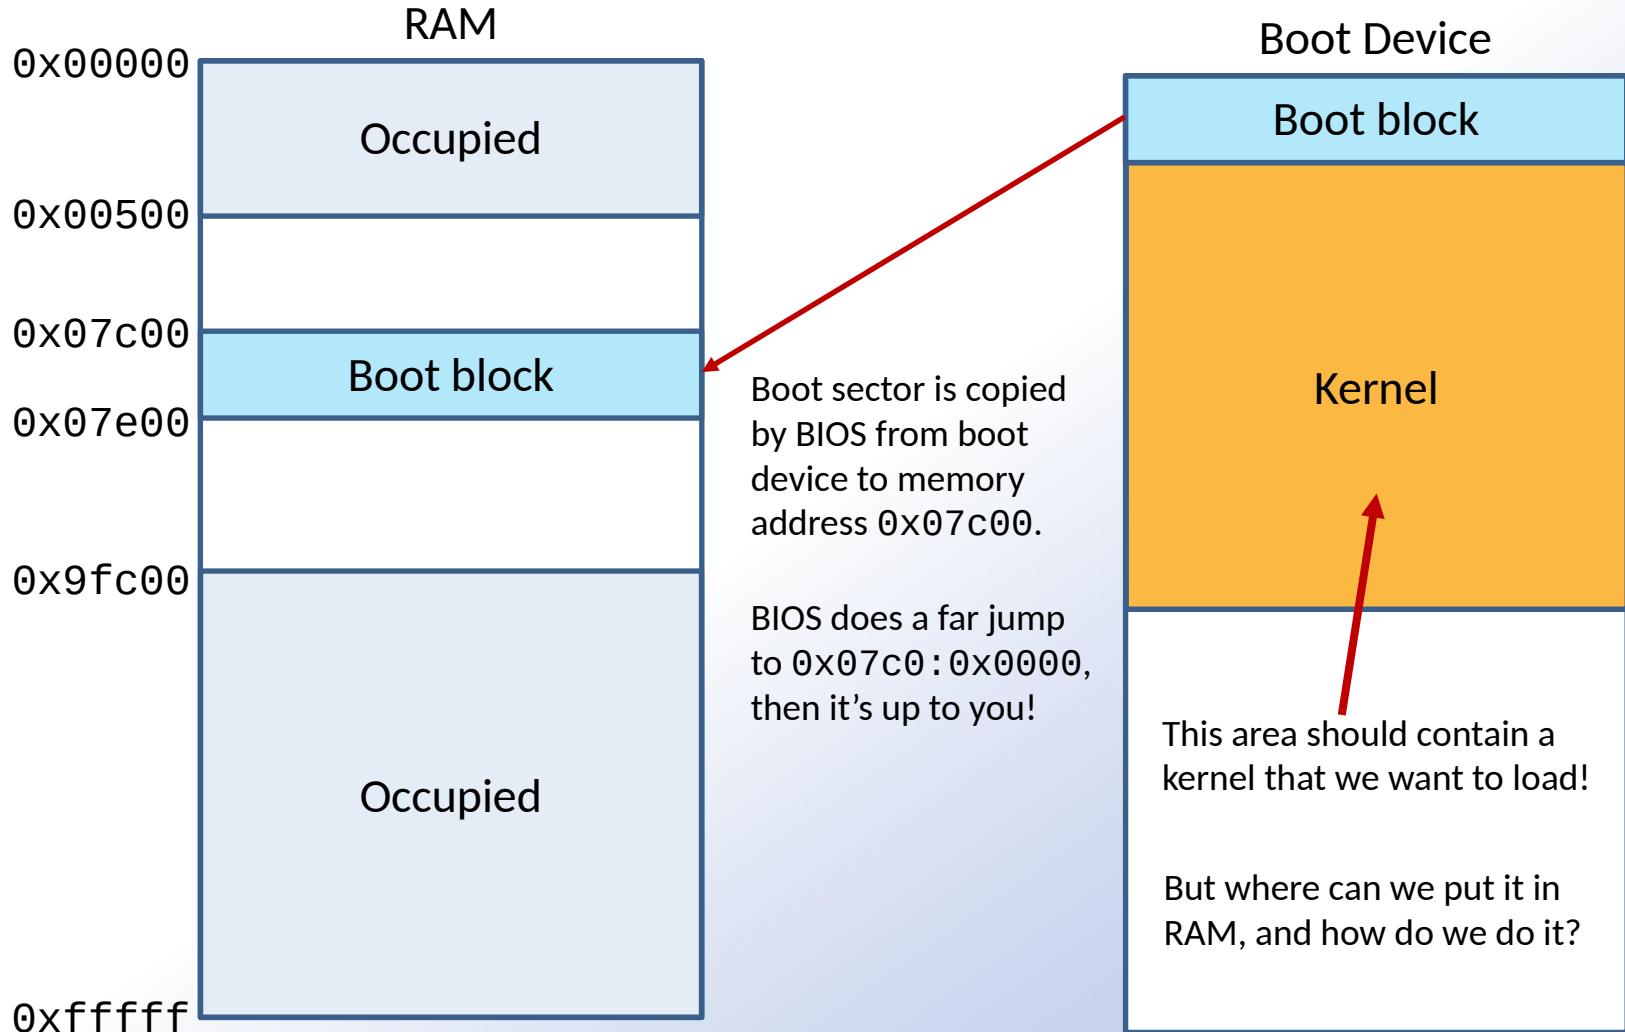 RAM
0x00000
Occupied
0x00500
0x07c00
Boot block
0x07e00
0x9fc00
Occupied
0xfffff
Boot sector is copied
by BIOS from boot
device to memory
address 0x07c00.
BIOS does a far jump
to 0x07c0:0x0000,
then it’s up to you!
Boot Device
Boot block
Kernel
This area should contain a
kernel that we want to load!
But where can we put it in
RAM, and how do we do it?